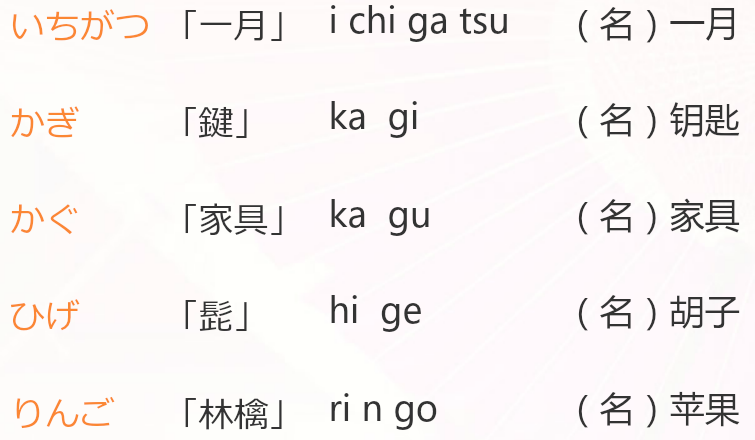 いちがつ 「一月」 i chi ga tsu （名）一月
かぎ 「鍵」 ka gi （名）钥匙
かぐ 「家具」 ka gu （名）家具
ひげ 「髭」 hi ge （名）胡子
りんご 「林檎」 ri n go （名）苹果